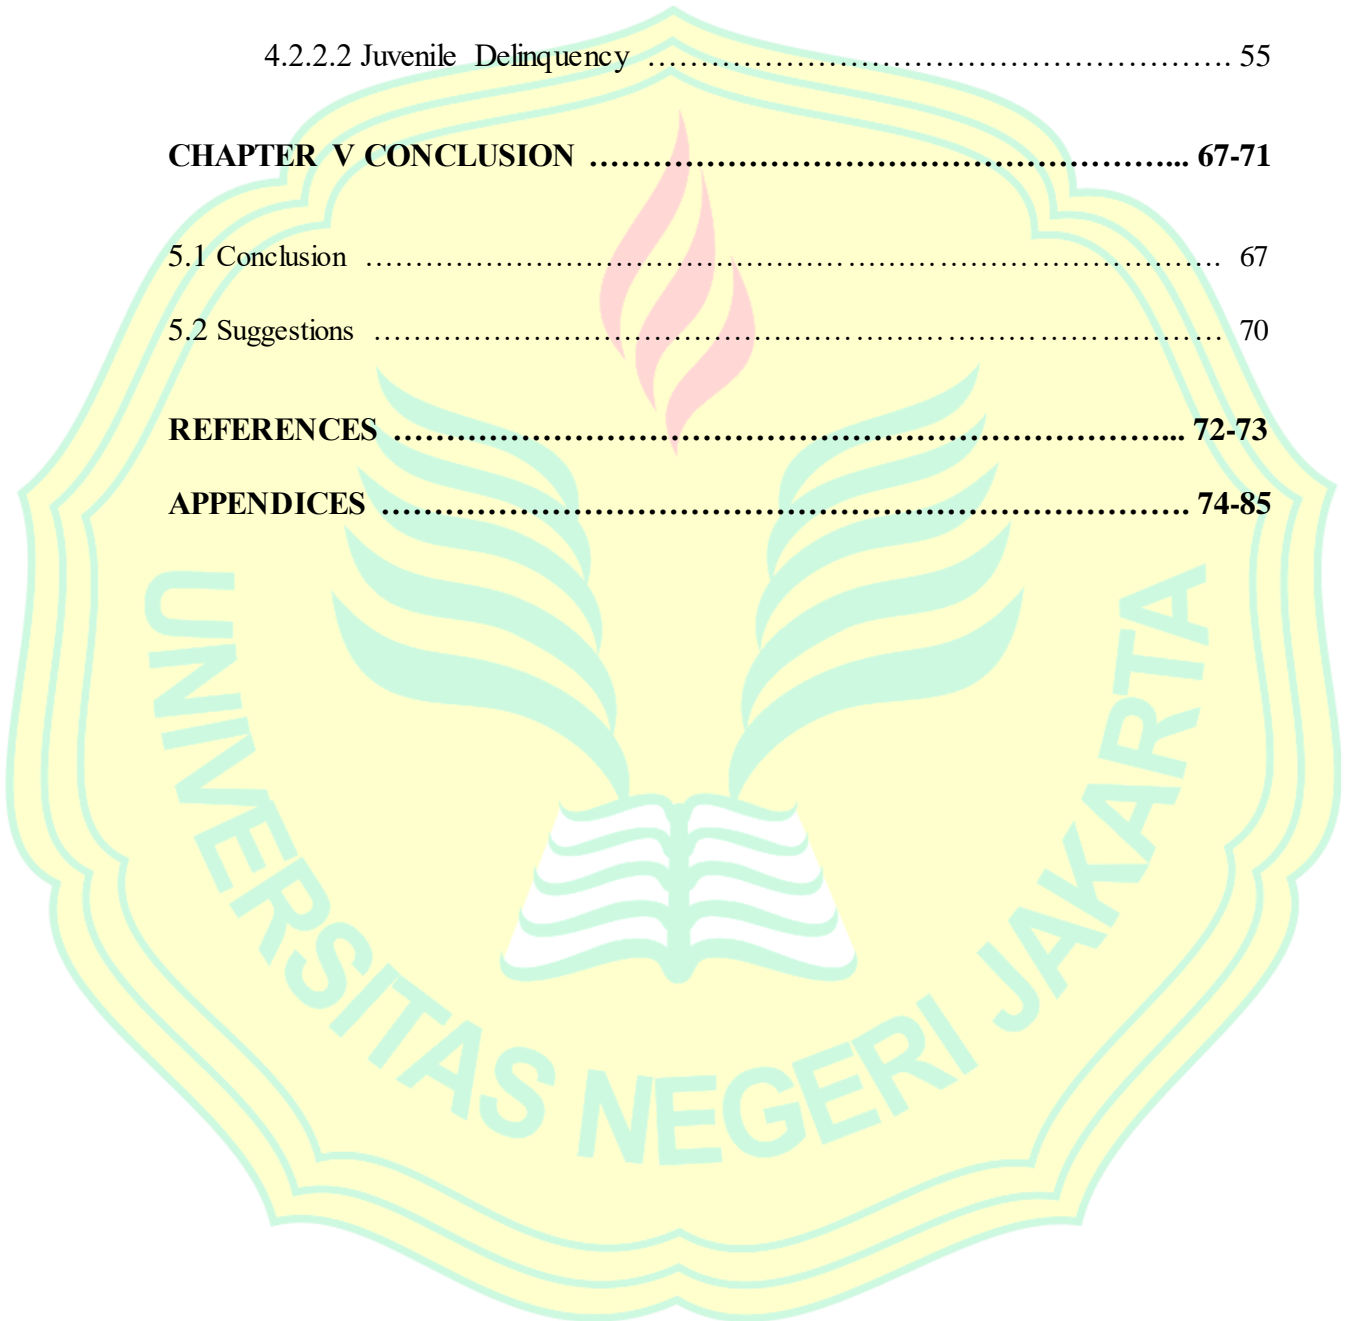 4.2.2.2 Juvenile Delinquency ……………………………………………………. 55
CHAPTER V CONCLUSION ………………………………………………... 67-71
5.1 Conclusion ……………………………………………………………………………. 67
5.2 Suggestions …………………………………………………………………………… 70
REFERENCES …………………………………………………………………... 72-73
APPENDICES ……………………………………………………………………. 74-85
UNIVERSITAS NEGERI JAKARTA